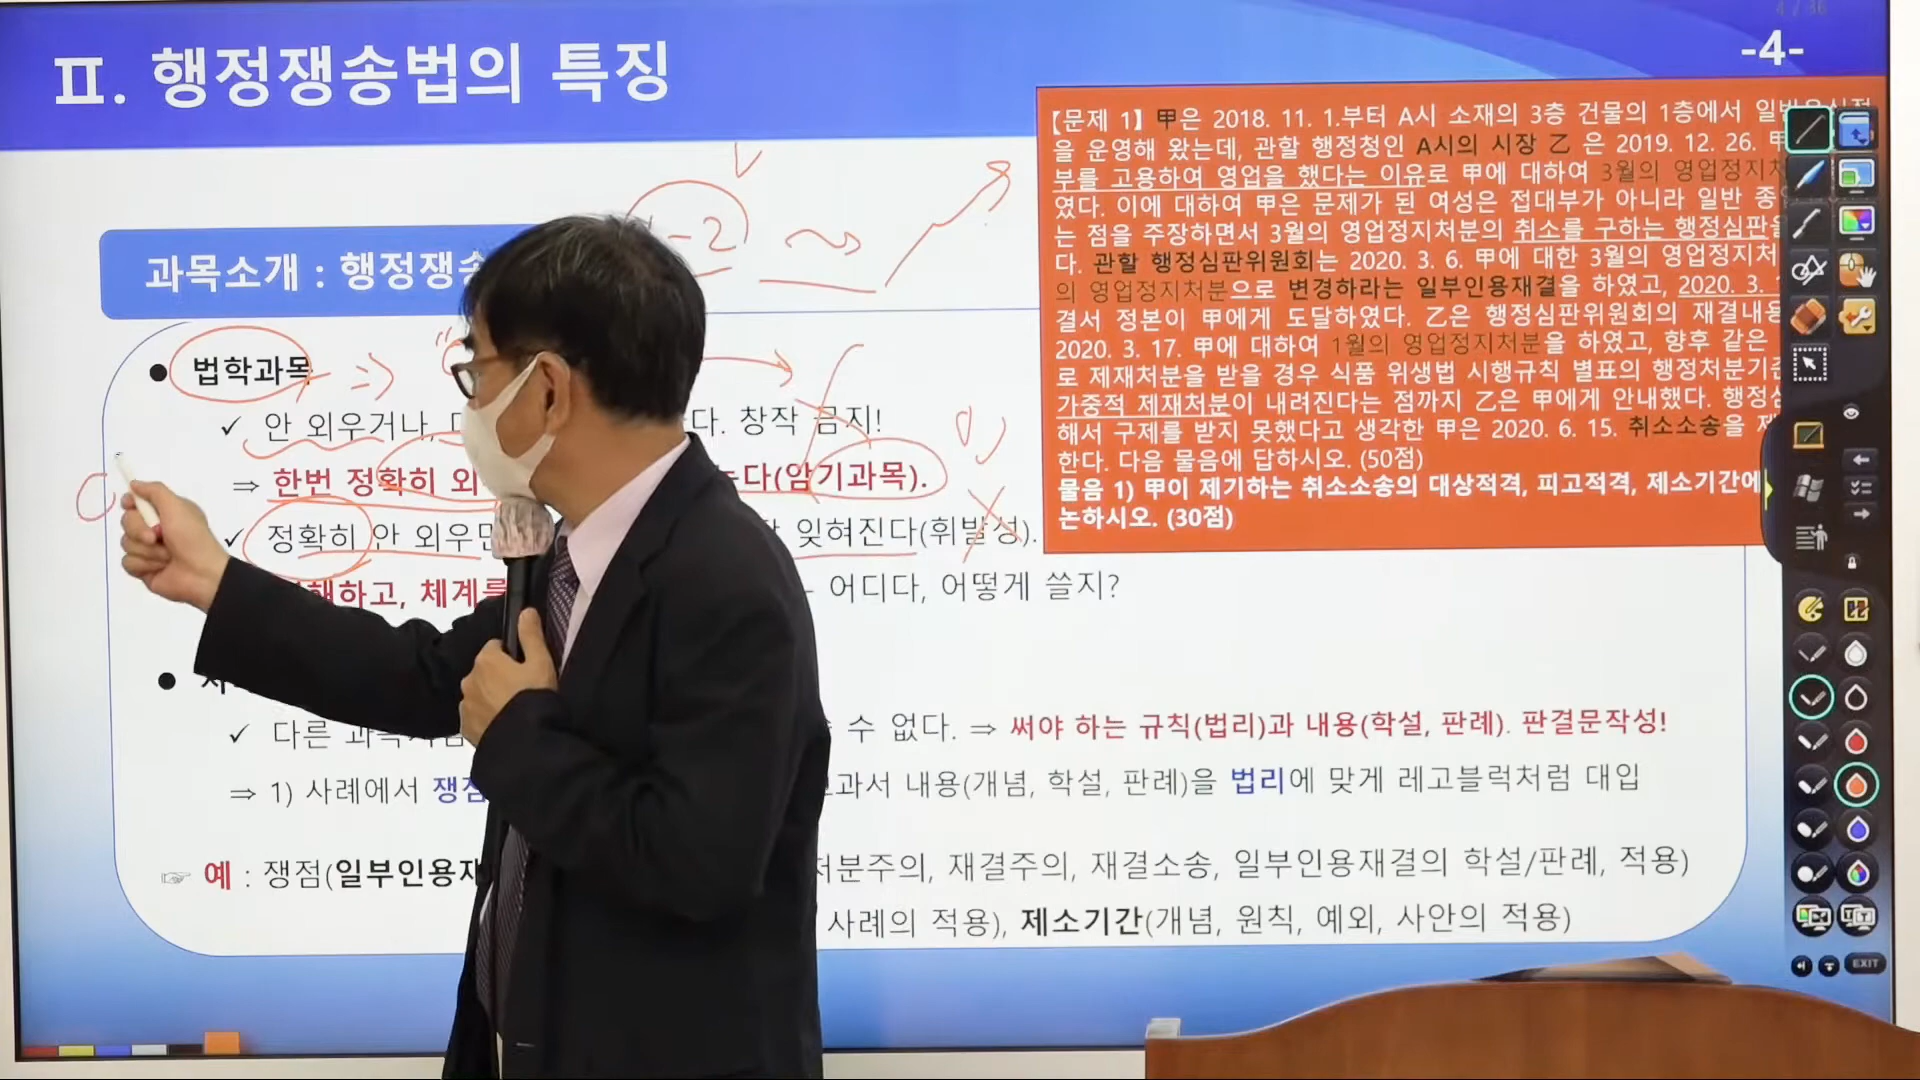 4 / 36
-4-
Ⅱ. 행정쟁송법의 특징
과목소개 : 행정쟁송
-2
● 법학과목
✓ 안 외우거나, 다. 창작 금지!
⇒ 한번 정확히 외 는다(암기과목).
✓ 정확히 안 외우면 잊혀진다(휘발성).
해하고, 체계를 어디다, 어떻게 쓸지?
✓ 다른 수 없다. ⇒ 써야 하는 규칙(법리)과 내용(학설, 판례). 판결문작성!
⇒ 1) 사례에서 쟁점 교과서 내용(개념, 학설, 판례)을 법리에 맞게 레고블럭처럼 대입
☞ 예 : 쟁점(일부인용재 처분주의, 재결주의, 재결소송, 일부인용재결의 학설/판례, 적용)
사례의 적용), 제소기간(개념, 원칙, 예외, 사안의 적용)
【문제 1】 甲은 2018. 11. 1.부터 A시 소재의 3층 건물의 1층에서 일반음식점
을 운영해 왔는데, 관할 행정청인 A시의 시장 乙 은 2019. 12. 26. 甲
부를 고용하여 영업을 했다는 이유로 甲에 대하여 3월의 영업정지처
였다. 이에 대하여 甲은 문제가 된 여성은 접대부가 아니라 일반 종
는 점을 주장하면서 3월의 영업정지처분의 취소를 구하는 행정심판을
다. 관할 행정심판위원회는 2020. 3. 6. 甲에 대한 3월의 영업정지처
의 영업정지처분으로 변경하라는 일부인용재결을 하였고, 2020. 3.
결서 정본이 甲에게 도달하였다. 乙은 행정심판위원회의 재결내용
2020. 3. 17. 甲에 대하여 1월의 영업정지처분을 하였고, 향후 같은
로 제재처분을 받을 경우 식품 위생법 시행규칙 별표의 행정처분기준
가중적 제재처분이 내려진다는 점까지 乙은 甲에게 안내했다. 행정심
해서 구제를 받지 못했다고 생각한 甲은 2020. 6. 15. 취소소송을 제
한다. 다음 물음에 답하시오. (50점)
물음 1) 甲이 제기하는 취소소송의 대상적격, 피고적격, 제소기간에
논하시오. (30점)
EXIT